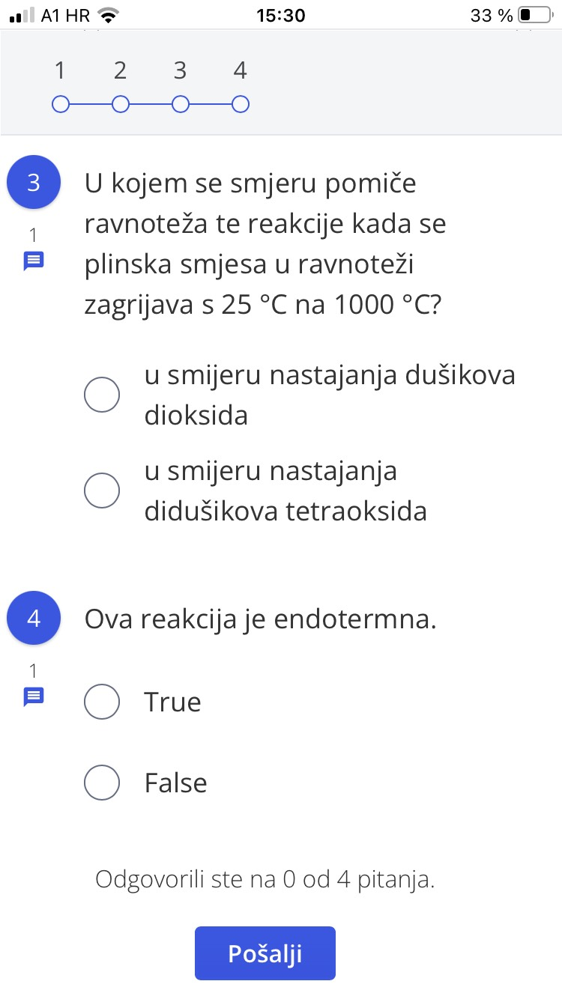 A1 HR 15:30 33 %
1 2 3 4
3 U kojem se smjeru pomiče
ravnoteža te reakcije kada se
1
plinska smjesa u ravnoteži
zagrijava s 25 °C na 1000 °C?
u smijeru nastajanja dušikova
dioksida
u smijeru nastajanja
didušikova tetraoksida
4 Ova reakcija je endotermna.
1
True
False
Odgovorili ste na 0 od 4 pitanja.
Pošalji